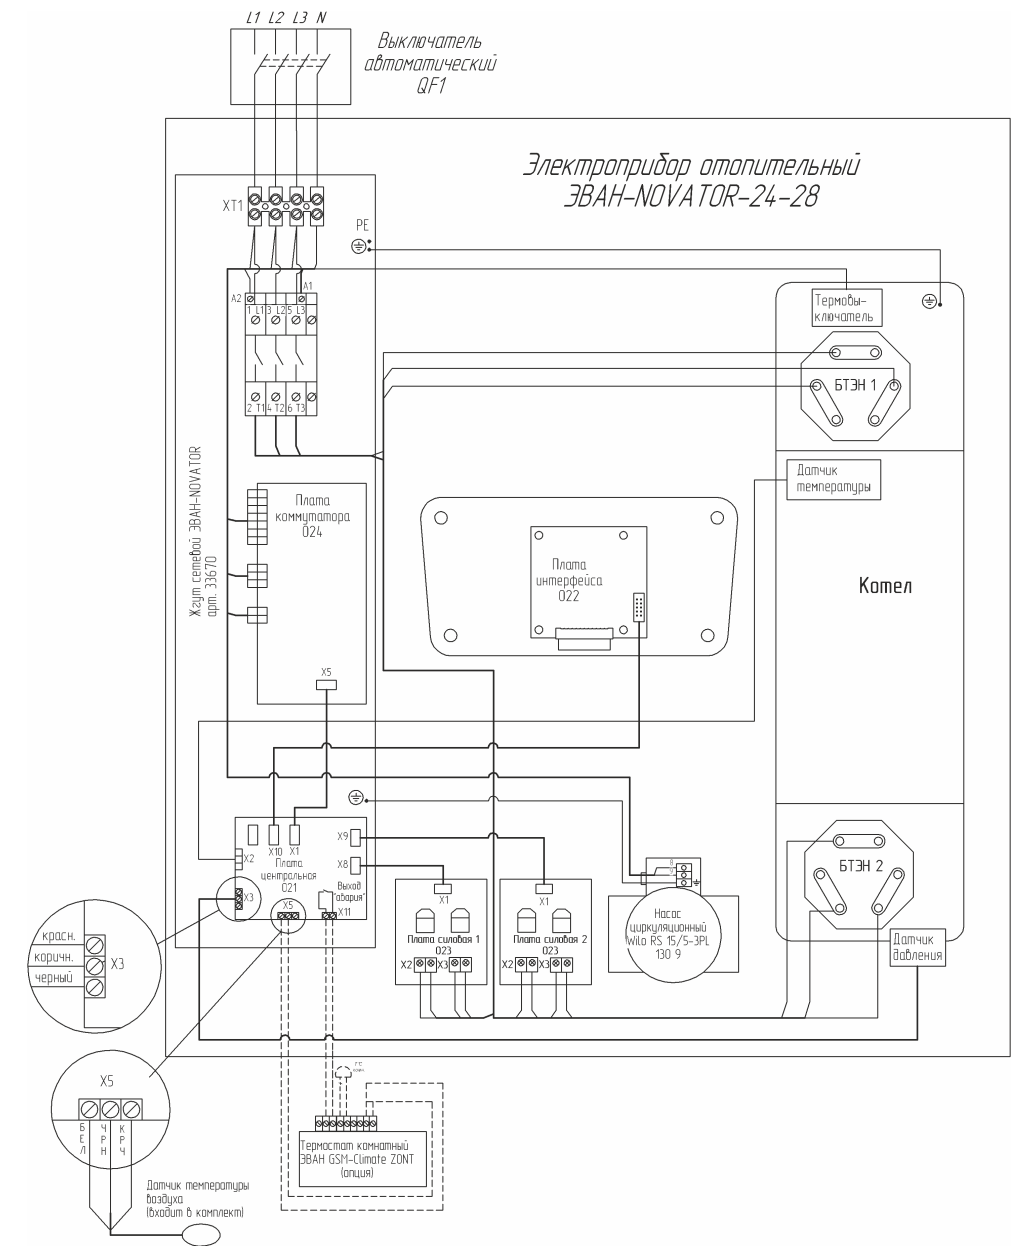 L1 L2 L3 N
Выключатель
автоматический
QF1
Электроприбор отопительный
ЭВАН-NOVATOR-24-28
XT1
PE
A2
A1
1 L1 3 L2 5 L3
2 T1 4 T2 6 T3
Термовы-
ключатель
БТЭН 1
Датчик
температуры
Котел
Жгут сетевой ЭВАН-NOVATOR
арт. 33670
Плата
коммутатора
024
X5
Плата
интерфейса
022
X10 X1
X9
X2
X8
Плата
центральная
021
X3
X5
Выход
"авария"
X11
X1
Плата силовая 1
023
X2 X3
X1
Плата силовая 2
023
X2 X3
Насос
циркуляционный
Wilo RS 15/5-3PL
130 9
БТЭН 2
Датчик
давления
красн.
коричн.
черный
X3
X5
БЕЛ
ЧРН
КРЧ
Датчик температуры
воздуха
(входит в комплект)
Термостат комнатный
ЭВАН GSM-Climate ZONT
(опция)